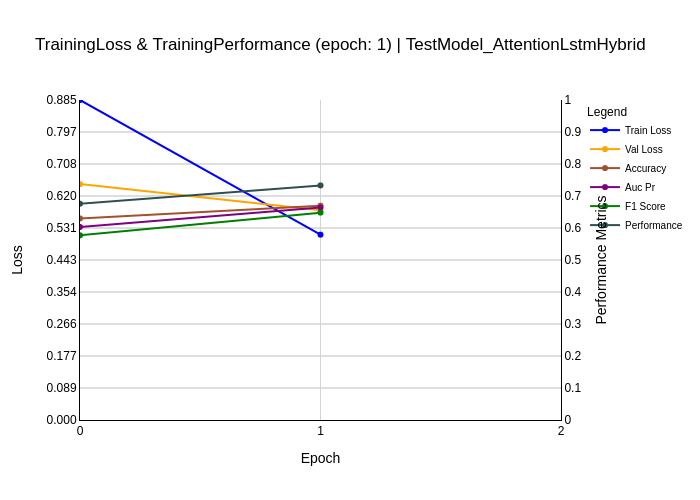 TrainingLoss & TrainingPerformance (epoch: 1) | TestModel_AttentionLstmHybrid
0.885
0.797
0.708
0.620
0.531
0.443
0.354
0.266
0.177
0.089
0.000
Loss
0
1
2
Epoch
1
0.9
0.8
0.7
0.6
0.5
0.4
0.3
0.2
0.1
0
Performance Metrics
Legend
Train Loss
Val Loss
Accuracy
Auc Pr
F1 Score
Performance